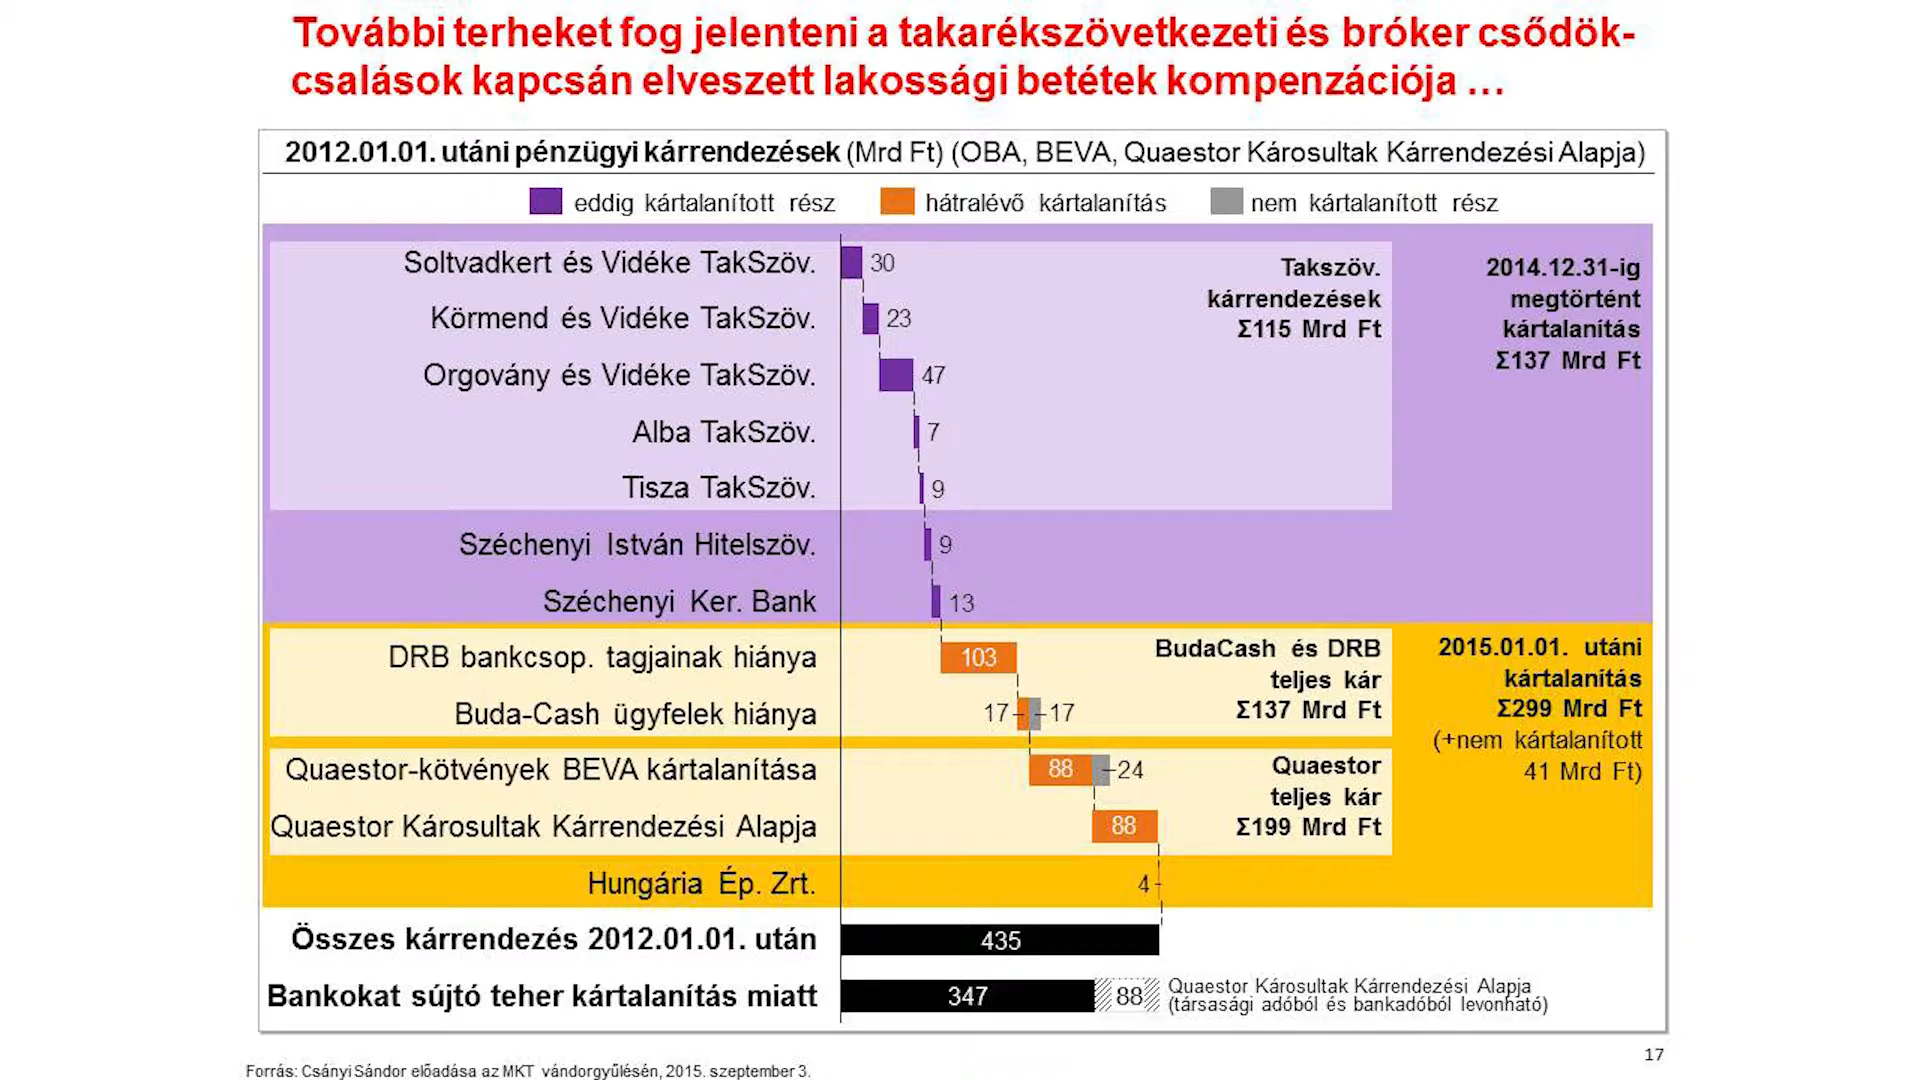 További terheket fog jelenteni a takarékszövetkezeti és bróker csődök-
csalások kapcsán elveszett lakossági betétek kompenzációja ...
2012.01.01. utáni pénzügyi kárrendezések (Mrd Ft) (OBA, BEVA, Quaestor Károsultak Kárrendezési Alapja)
eddig kártalanított rész
hátralévő kártalanítás
nem kártalanított rész
Soltvadkert és Vidéke TakSzöv.
30
Körmend és Vidéke TakSzöv.
23
Orgovány és Vidéke TakSzöv.
47
Alba TakSzöv.
7
Tisza TakSzöv.
9
Takszöv.
kárrendezések
Σ115 Mrd Ft
Széchenyi István Hitelszöv.
9
Széchenyi Ker. Bank
13
2014.12.31-ig
megtörtént
kártalanítás
Σ137 Mrd Ft
DRB bankcsop. tagjainak hiánya
103
Buda-Cash ügyfelek hiánya
17
17
BudaCash és DRB
teljes kár
Σ137 Mrd Ft
Quaestor-kötvények BEVA kártalanítása
88
24
Quaestor Károsultak Kárrendezési Alapja
88
Quaestor
teljes kár
Σ199 Mrd Ft
Hungária Ép. Zrt.
4
2015.01.01. utáni
kártalanítás
Σ299 Mrd Ft
(+nem kártalanított
41 Mrd Ft)
Összes kárrendezés 2012.01.01. után
435
Bankokat sújtó teher kártalanítás miatt
347
88
Quaestor Károsultak Kárrendezési Alapja
(társasági adóból és bankadóból levonható)
17
Forrás: Csányi Sándor előadása az MKT vándorgyűlésén, 2015. szeptember 3.